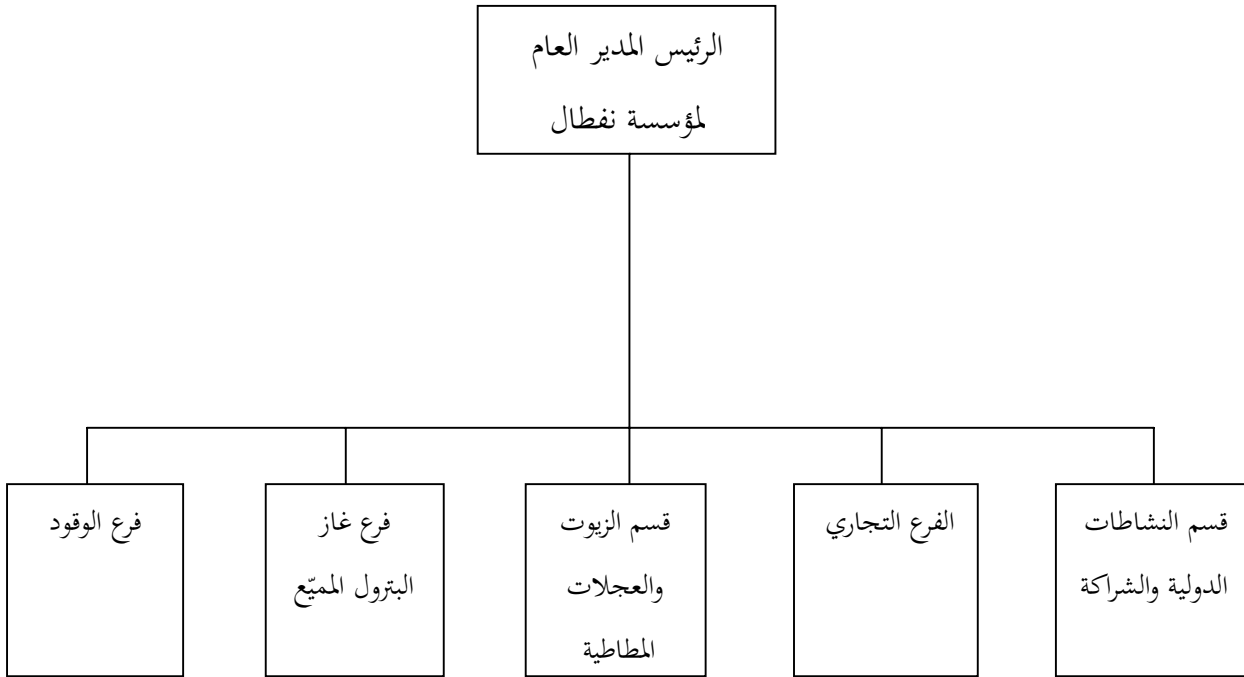 الرئيس المدير العام
لمؤسسة نفطال
قسم النشاطات
الدولية والشراكة
الفرع التجاري
قسم الزيوت
والعجلات
المطاطية
فرع غاز
البترول المميّع
فرع الوقود